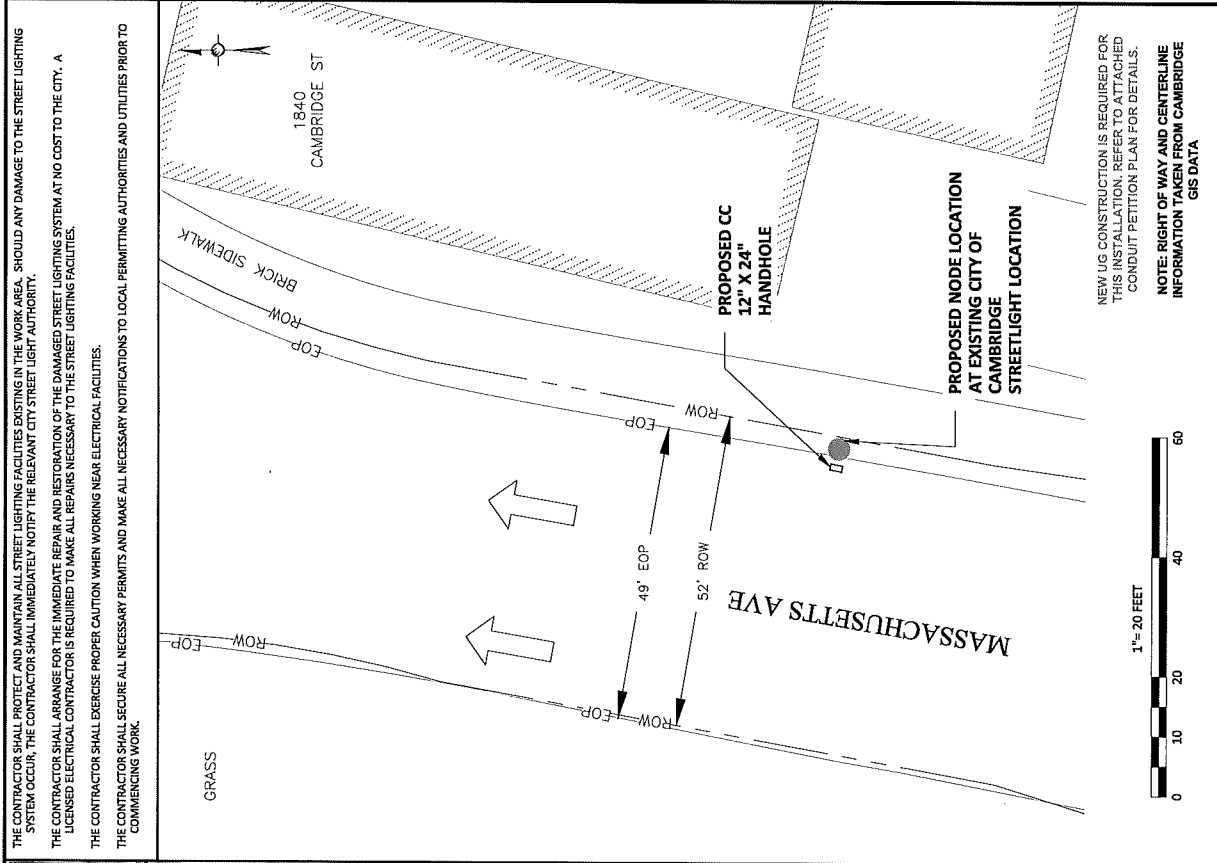 THE CONTRACTOR SHALL PROTECT AND MAINTAIN ALL STREET LIGHTING FACILITIES EXISTING IN THE WORK AREA. SHOULD ANY DAMAGE TO THE STREET LIGHTING
SYSTEM OCCUR, THE CONTRACTOR SHALL IMMEDIATELY NOTIFY THE RELEVANT CITY STREET LIGHT AUTHORITY.
THE CONTRACTOR SHALL ARRANGE FOR THE IMMEDIATE REPAIR AND RESTORATION OF THE DAMAGED STREET LIGHTING SYSTEM AT NO COST TO THE CITY. A
LICENSED ELECTRICAL CONTRACTOR IS REQUIRED TO MAKE ALL REPAIRS NECESSARY TO THE STREET LIGHTING FACILITIES.
THE CONTRACTOR SHALL EXERCISE PROPER CAUTION WHEN WORKING NEAR ELECTRICAL FACILITIES.
THE CONTRACTOR SHALL SECURE ALL NECESSARY PERMITS AND MAKE ALL NECESSARY NOTIFICATIONS TO LOCAL PERMITTING AUTHORITIES AND UTILITIES PRIOR TO
COMMENCING WORK.
1840
CAMBRIDGE ST
BRICK SIDEWALK
ROW
EOP
EOP
ROW
GRASS
PROPOSED CC
12" X 24"
HANDHOLE
EOP
ROW
49' EOP
52' ROW
EOP
ROW
PROPOSED NODE LOCATION
AT EXISTING CITY OF
CAMBRIDGE
STREETLIGHT LOCATION
MASSACHUSETTS AVE
NEW UG CONSTRUCTION IS REQUIRED FOR
THIS INSTALLATION. REFER TO ATTACHED
CONDUIT PETITION PLAN FOR DETAILS.
NOTE: RIGHT OF WAY AND CENTERLINE
INFORMATION TAKEN FROM CAMBRIDGE
GIS DATA
1"= 20 FEET
0 10 20 40 60